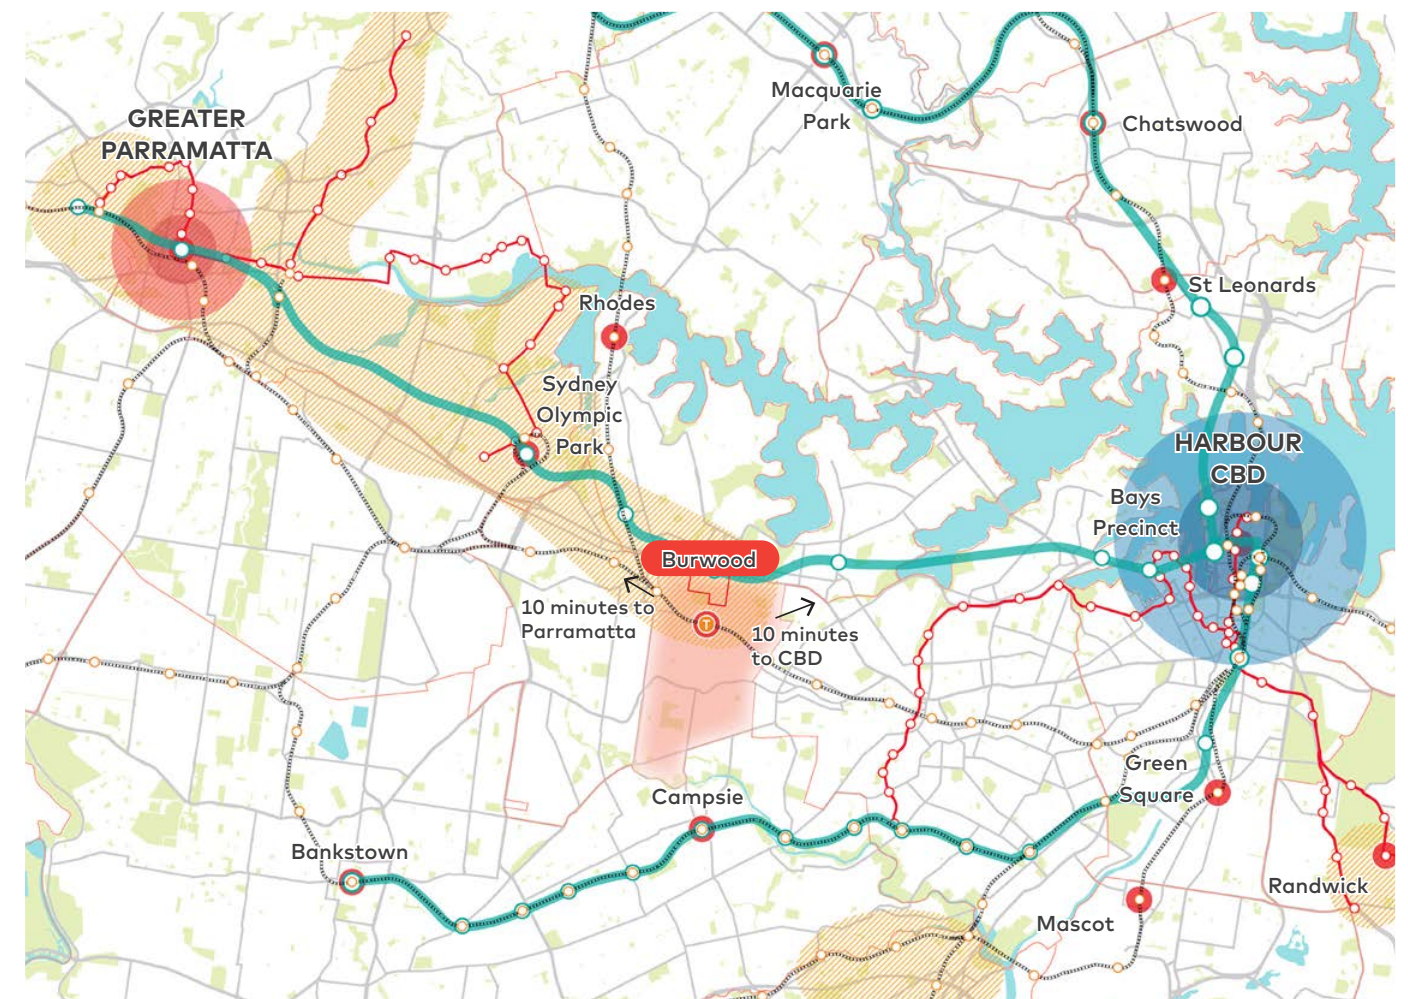 Macquarie
Park
GREATER
PARRAMATTA
Chatswood
St Leonards
Rhodes
Sydney
Olympic
Park
HARBOUR
CBD
Bays
Precinct
Burwood
10 minutes to
Parramatta
T
10 minutes
to CBD
Green
Square
Campsie
Bankstown
Randwick
Mascot